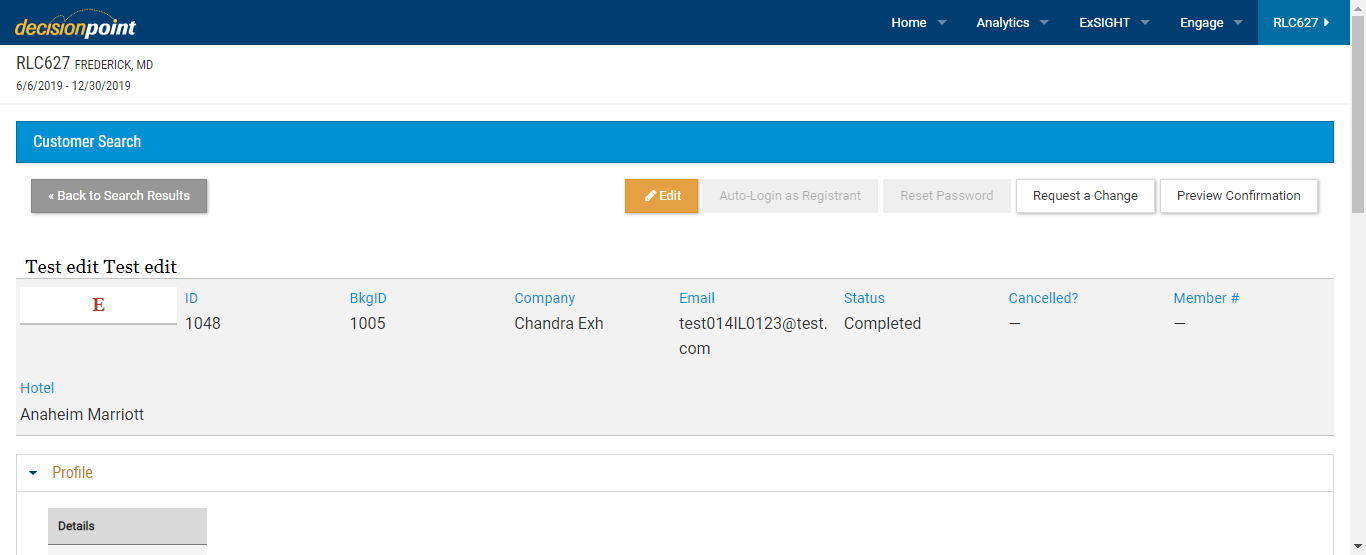 decisionpoint
Home Analytics ExSIGHT Engage RLC627
RLC627 FREDERICK, MD
6/6/2019 - 12/30/2019
Customer Search
« Back to Search Results Edit Auto-Login as Registrant Reset Password Request a Change Preview Confirmation
Test edit Test edit
E ID BkgID Company Email Status Cancelled? Member #
1048 1005 Chandra Exh test014IL0123@test. Completed — —
com
Hotel
Anaheim Marriott
Profile
Details